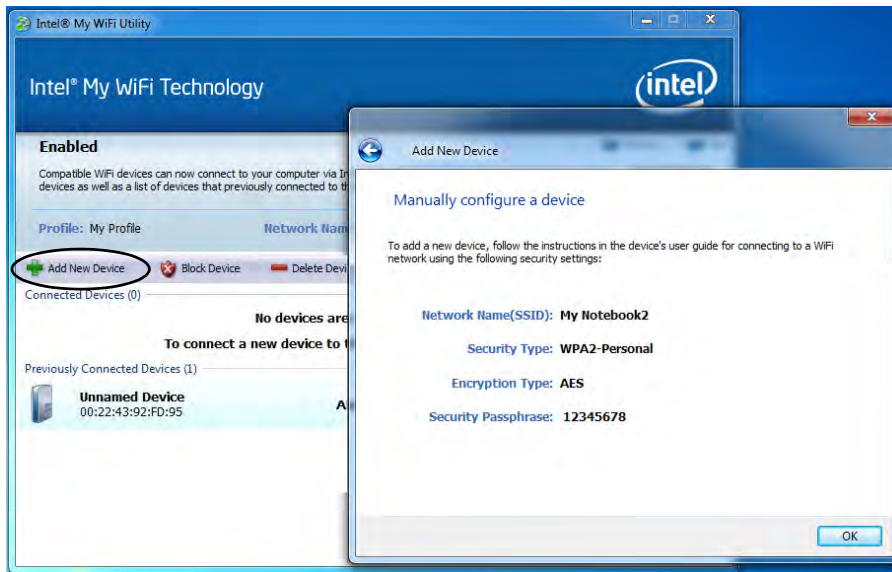 Intel® My WiFi Utility
Intel® My WiFi Technology
intel
Enabled
Compatible WiFi devices can now connect to your computer via
devices as well as a list of devices that previously connected to
Profile: My Profile
Network
Add New Device
Block Device
Delete
Connected Devices (0)
No devices are
To connect a new device to
Previously Connected Devices (1)
Unnamed Device
00:22:43:92:FD:95
Add New Device
Manually configure a device
To add a new device, follow the instructions in the device's user guide for connecting to a WiFi
network using the following security settings:
Network Name(SSID): My Notebook2
Security Type: WPA2-Personal
Encryption Type: AES
Security Passphrase: 12345678
OK